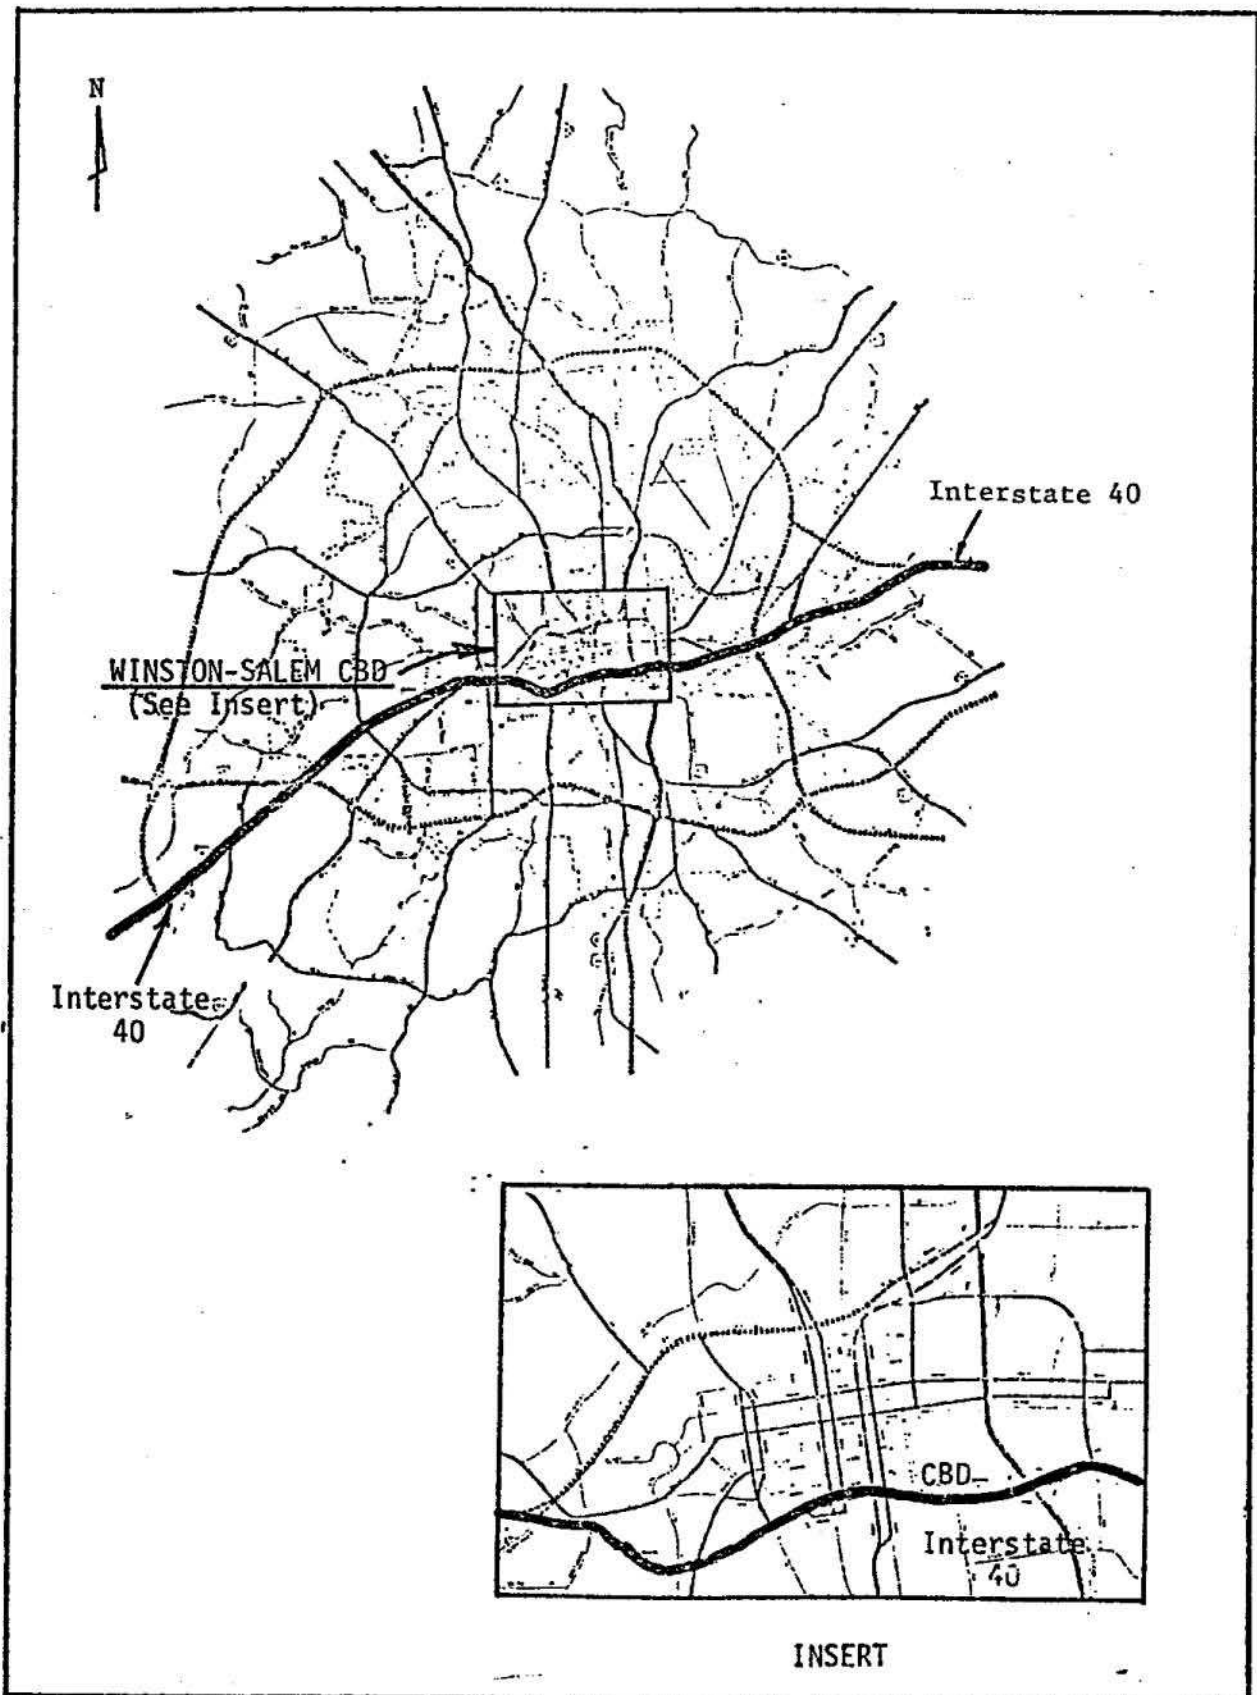 N
Interstate 40
WINSTON-SALEM CBD
(See Insert)
Interstate
40
CBD
Interstate
40
INSERT